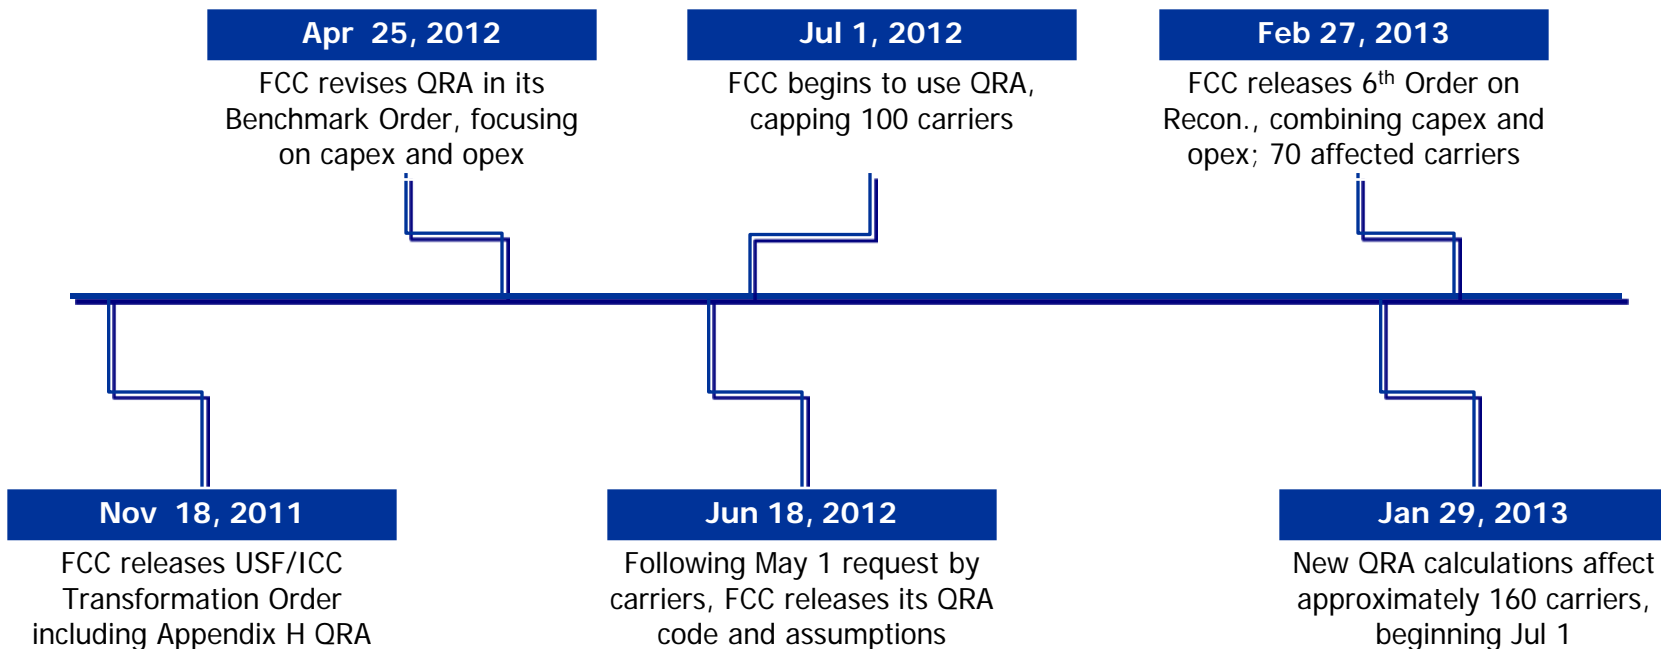 Apr 25, 2012
FCC revises QRA in its
Benchmark Order, focusing
on capex and opex
Jul 1, 2012
FCC begins to use QRA,
capping 100 carriers
Feb 27, 2013
FCC releases 6th Order on
Recon., combining capex and
opex; 70 affected carriers
Nov 18, 2011
FCC releases USF/ICC
Transformation Order
including Appendix H QRA
Jun 18, 2012
Following May 1 request by
carriers, FCC releases its QRA
code and assumptions
Jan 29, 2013
New QRA calculations affect
approximately 160 carriers,
beginning Jul 1